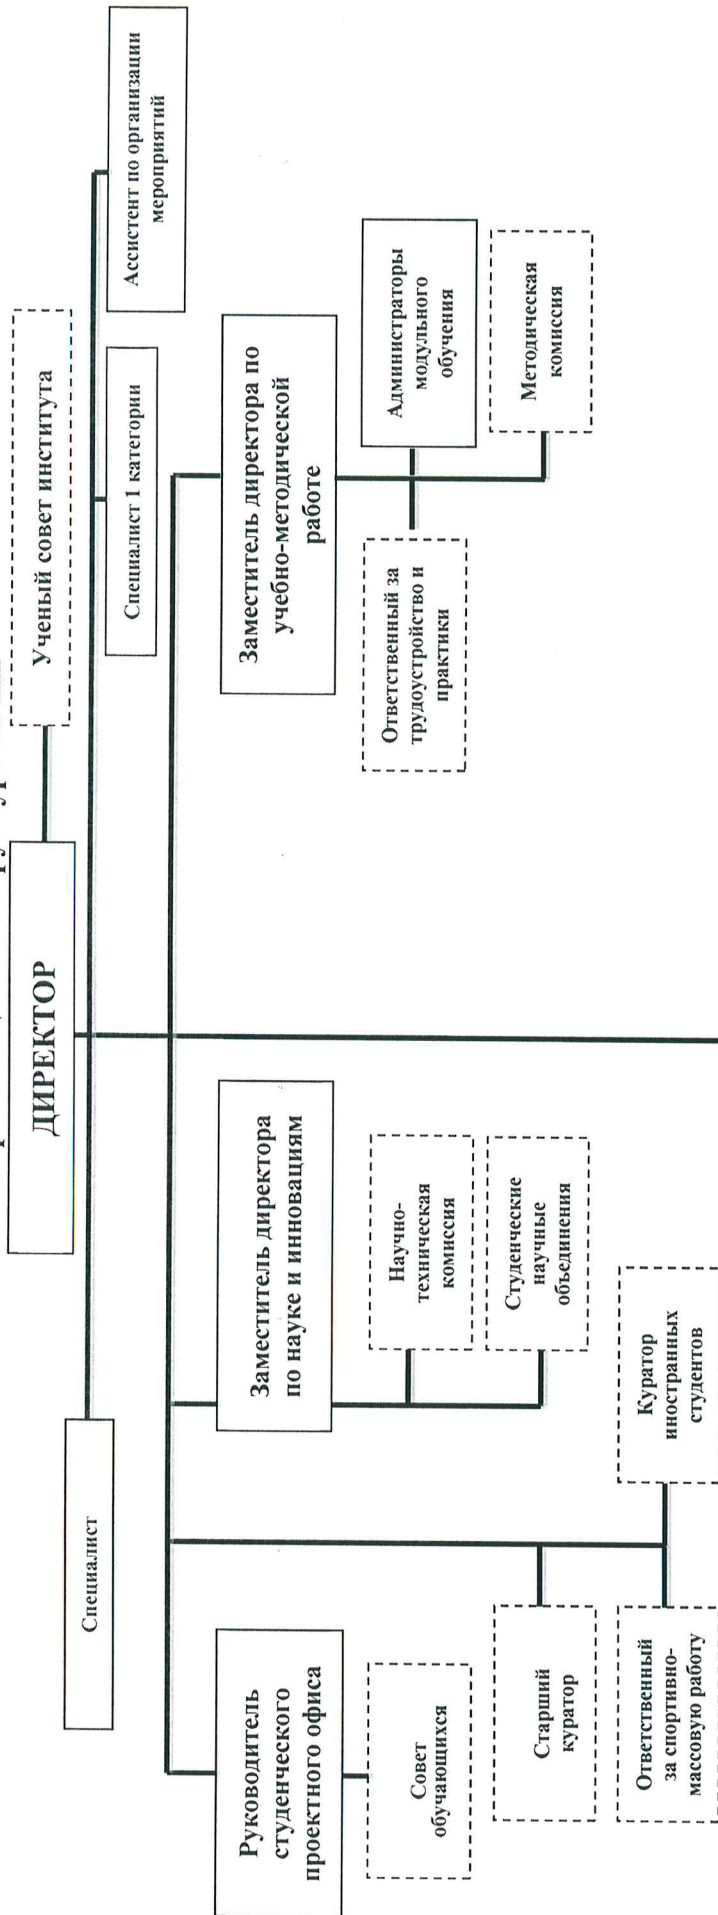 ДИРЕКТОР
Ученый совет института
Специалист
Специалист 1 категории
Ассистент по организации
мероприятий
Руководитель
студенческого
проектного офиса
Совет
обучающихся
Старший
куратор
Ответственный
за спортивно-
массовую работу
Куратор
иностранных
студентов
Заместитель директора
по науке и инновациям
Научно-
техническая
комиссия
Студенческие
научные
объединения
Заместитель директора по
учебно-методической
работе
Ответственный за
трудоустройство и
практики
Администраторы
модульного
обучения
Методическая
комиссия